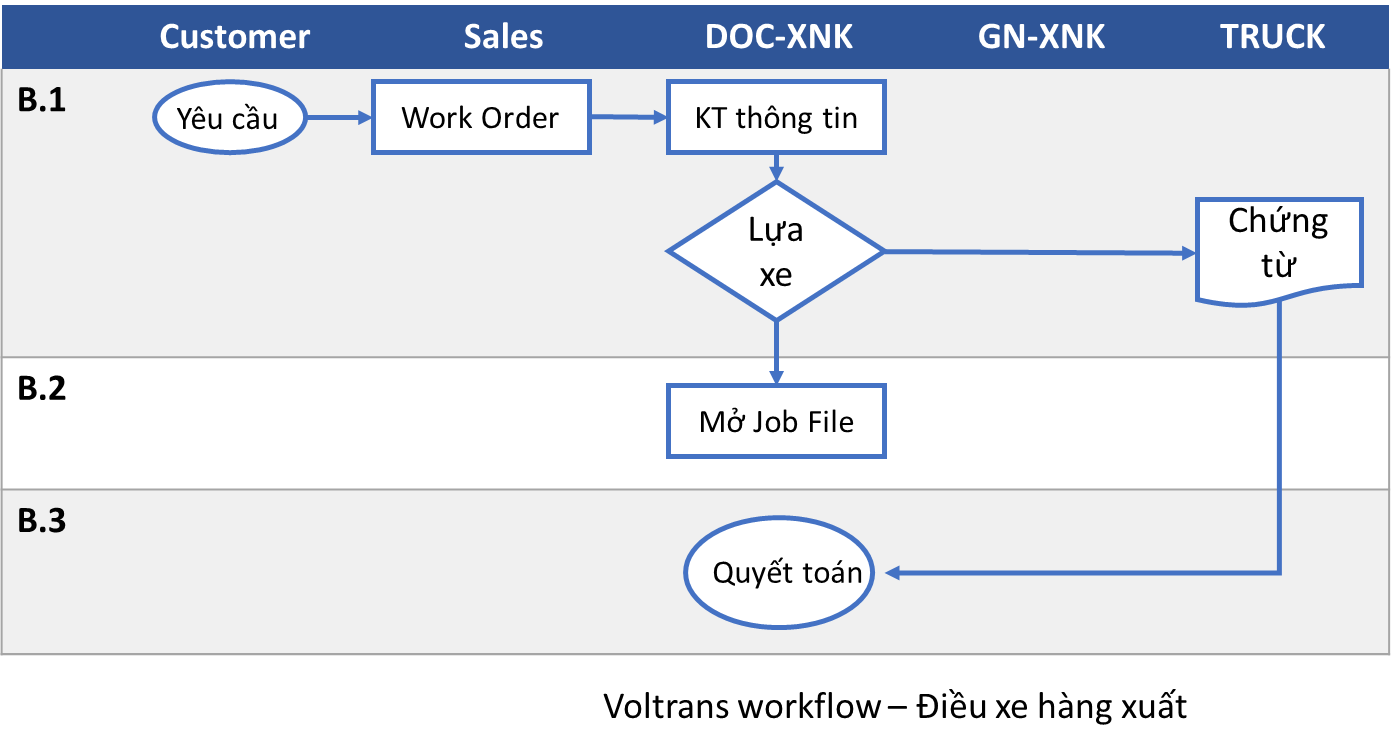 Customer Sales DOC-XNK GN-XNK TRUCK
B.1
Yêu cầu
Work Order
KT thông tin
Lựa
xe
Chứng
từ
B.2
Mở Job File
B.3
Quyết toán
Voltrans workflow – Điều xe hàng xuất